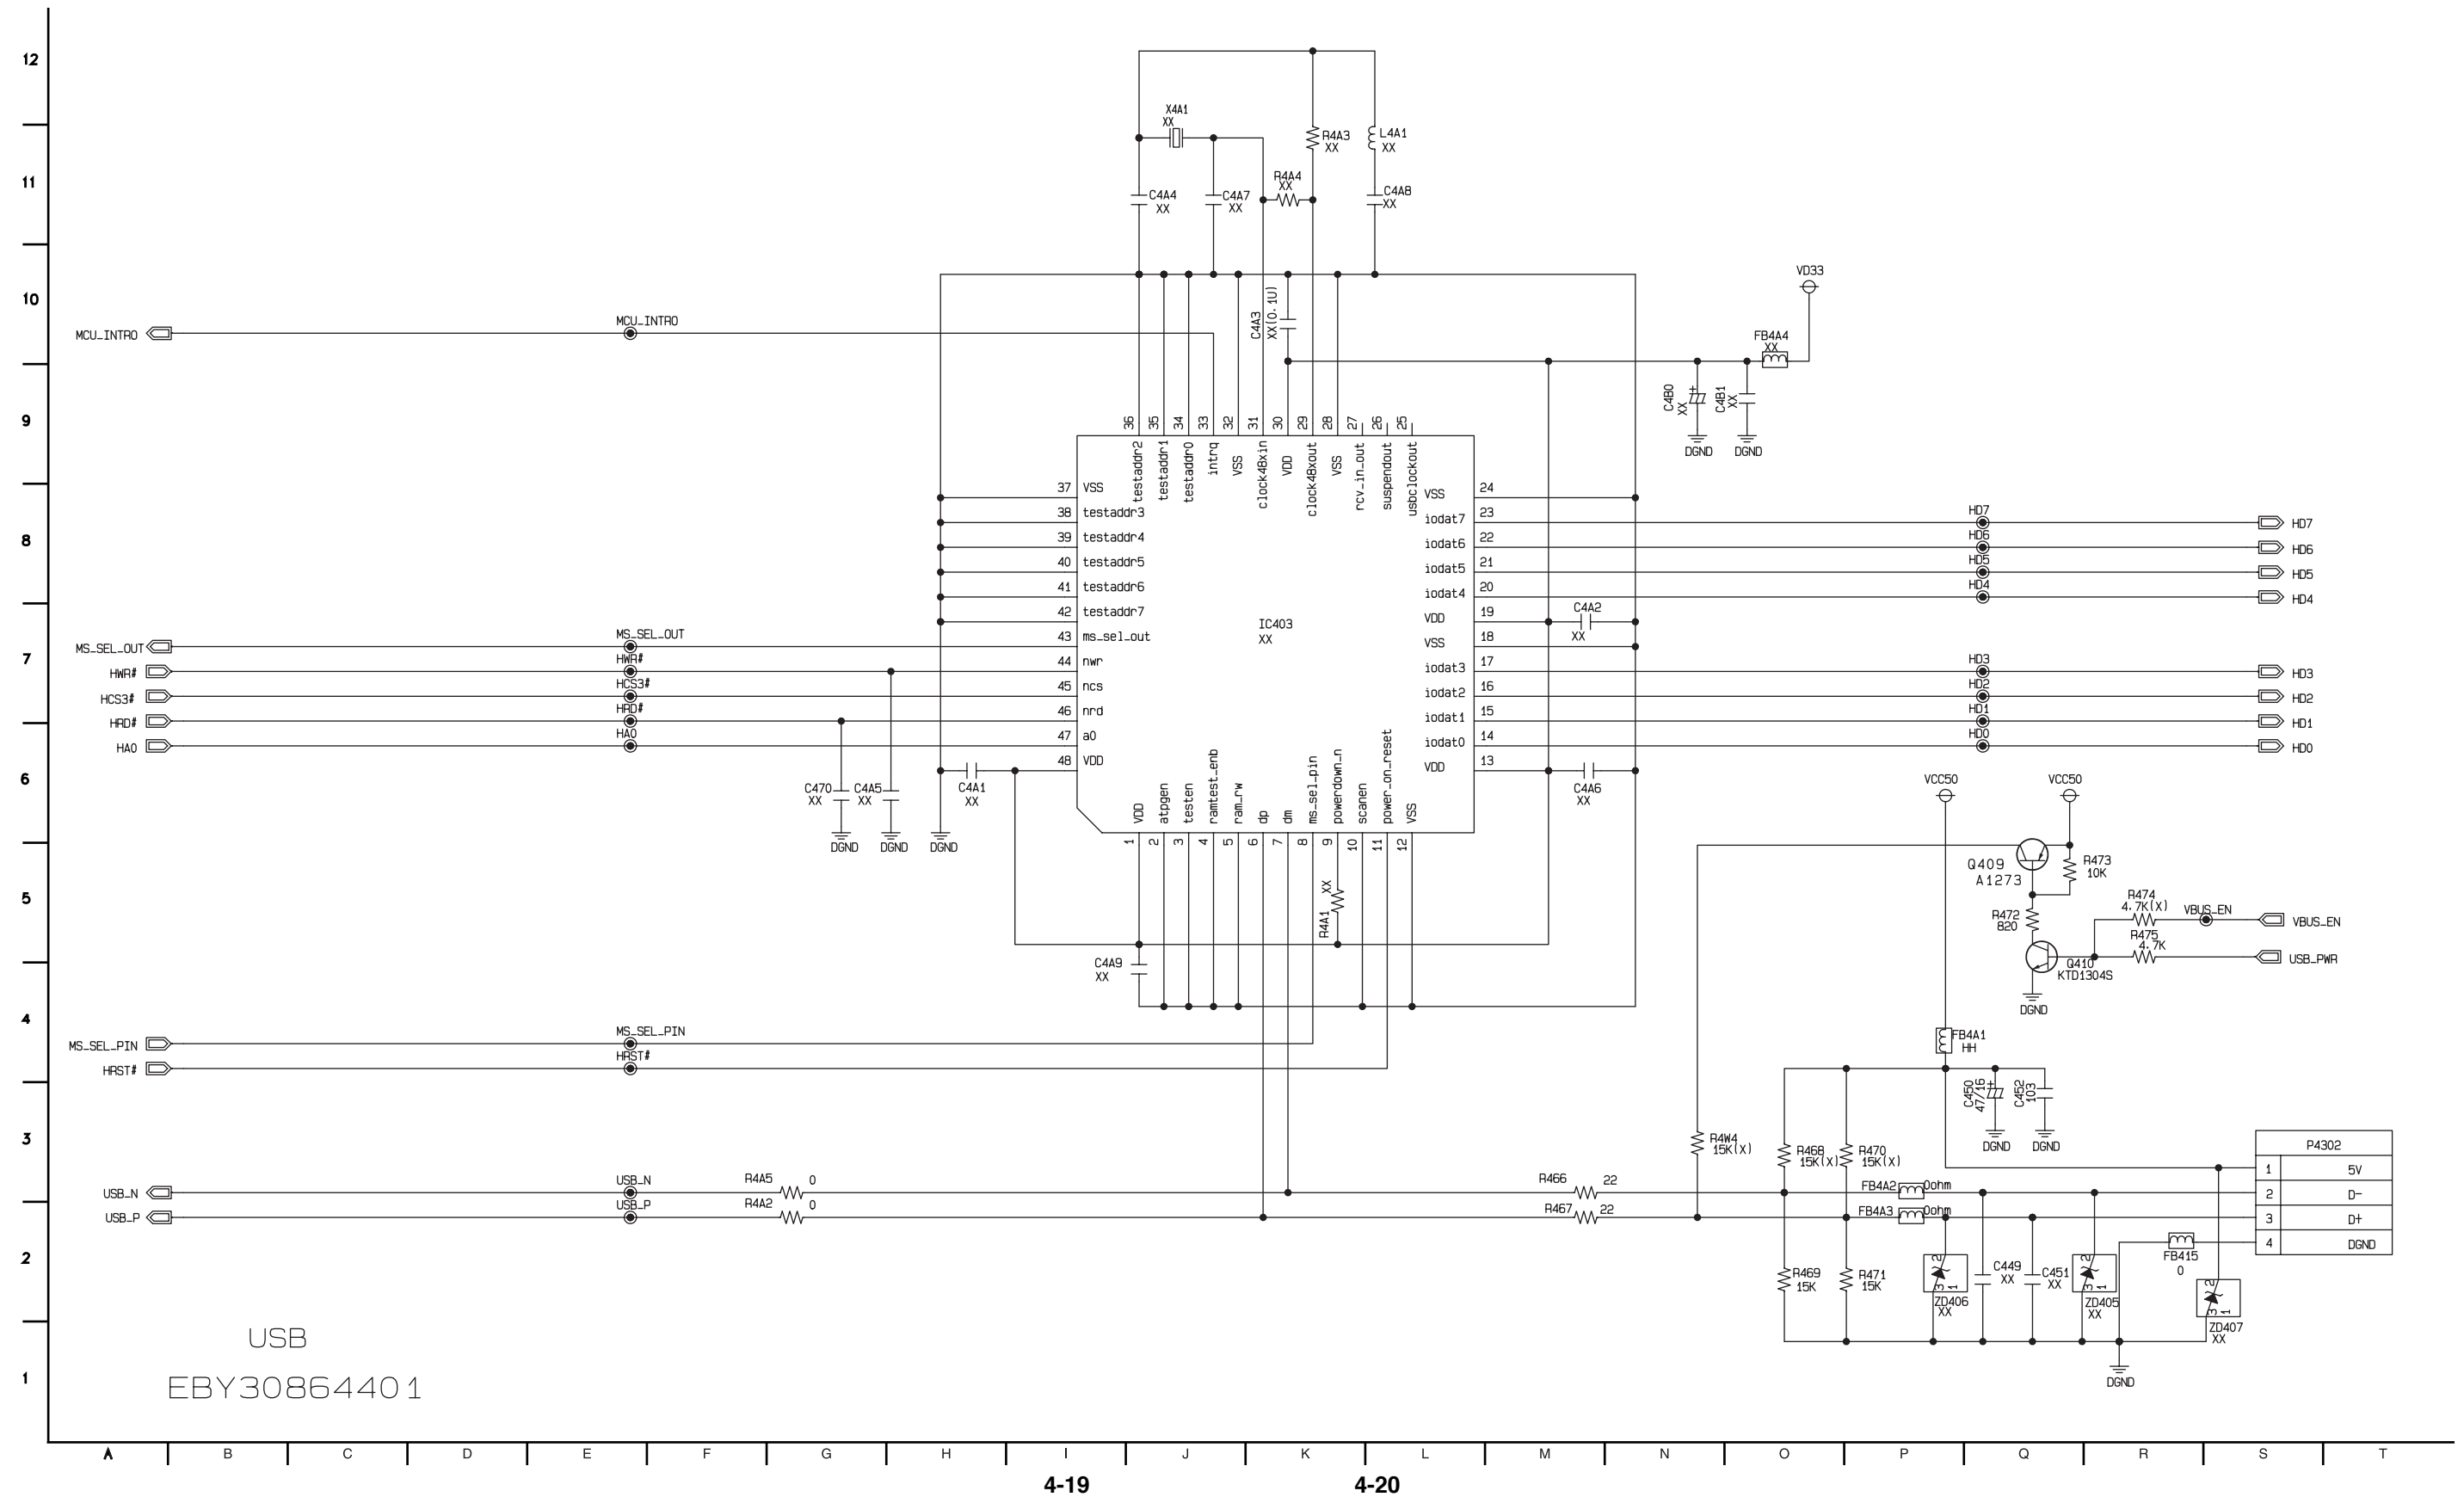 12
11
10
9
8
7
6
5
4
3
2
1
X4A1
XX
R4A3
XX
L4A1
XX
C4A4
XX
C4A7
XX
R4A4
XX
C4A8
XX
MCU_INTRO
MCU_INTRO
C4A3
XX(0.1U)
VD33
FB4A4
XX
C4B0
XX
C4B1
XX
DGND
DGND
36 35 34 33 32 31 30 29 28 27 26 25
testaddr2
testaddr1
testaddr0
intrq
VSS
clock48xin
VDD
clock48xout
VSS
rcv_in_out
suspendout
usbclockout
37 VSS
38 testaddr3
39 testaddr4
40 testaddr5
41 testaddr6
42 testaddr7
43 ms_sel_out
44 nwr
45 ncs
46 nrd
47 a0
48 VDD
IC403
XX
VSS 24
iodat7 23
iodat6 22
iodat5 21
iodat4 20
VDD 19
VSS 18
iodat3 17
iodat2 16
iodat1 15
iodat0 14
VDD 13
VDD
atpgen
testen
ramtest_enb
ram_rw
dp
dm
ms_sel_pin
powerdown_n
scanen
power_on_reset
VSS
1 2 3 4 5 6 7 8 9 10 11 12
HD7
HD7
HD6
HD6
HD5
HD5
HD4
HD4
C4A2
XX
HD3
HD3
HD2
HD2
HD1
HD1
HD0
HD0
C4A6
XX
MS_SEL_OUT
MS_SEL_OUT
HWR#
HWR#
HCS3#
HCS3#
HRD#
HRD#
HA0
HA0
C470
XX
C4A5
XX
C4A1
XX
DGND
DGND
DGND
R4A1
XX
C4A9
XX
VCC50
VCC50
Q409
A1273
R473
10K
R472
820
R474
4.7K(X)
VBUS_EN
VBUS_EN
R475
4.7K
USB_PWR
Q410
KTD1304S
DGND
MS_SEL_PIN
MS_SEL_PIN
HRST#
HRST#
FB4A1
HH
C450
47/16
C452
103
DGND
DGND
R4W4
15K(X)
R468
15K(X)
R470
15K(X)
P4302
1 5V
2 D-
3 D+
4 DGND
USB_N
USB_N
R4A5 0
USB_P
USB_P
R4A2 0
R466 22
R467 22
FB4A2 0ohm
FB4A3 0ohm
FB415
0
R469
15K
R471
15K
2
3 1
ZD406
XX
C449
XX
C451
XX
2
3 1
ZD405
XX
2
3 1
ZD407
XX
DGND
USB
EBY30864401
A B C D E F G H I J K L M N O P Q R S T
4-19 4-20